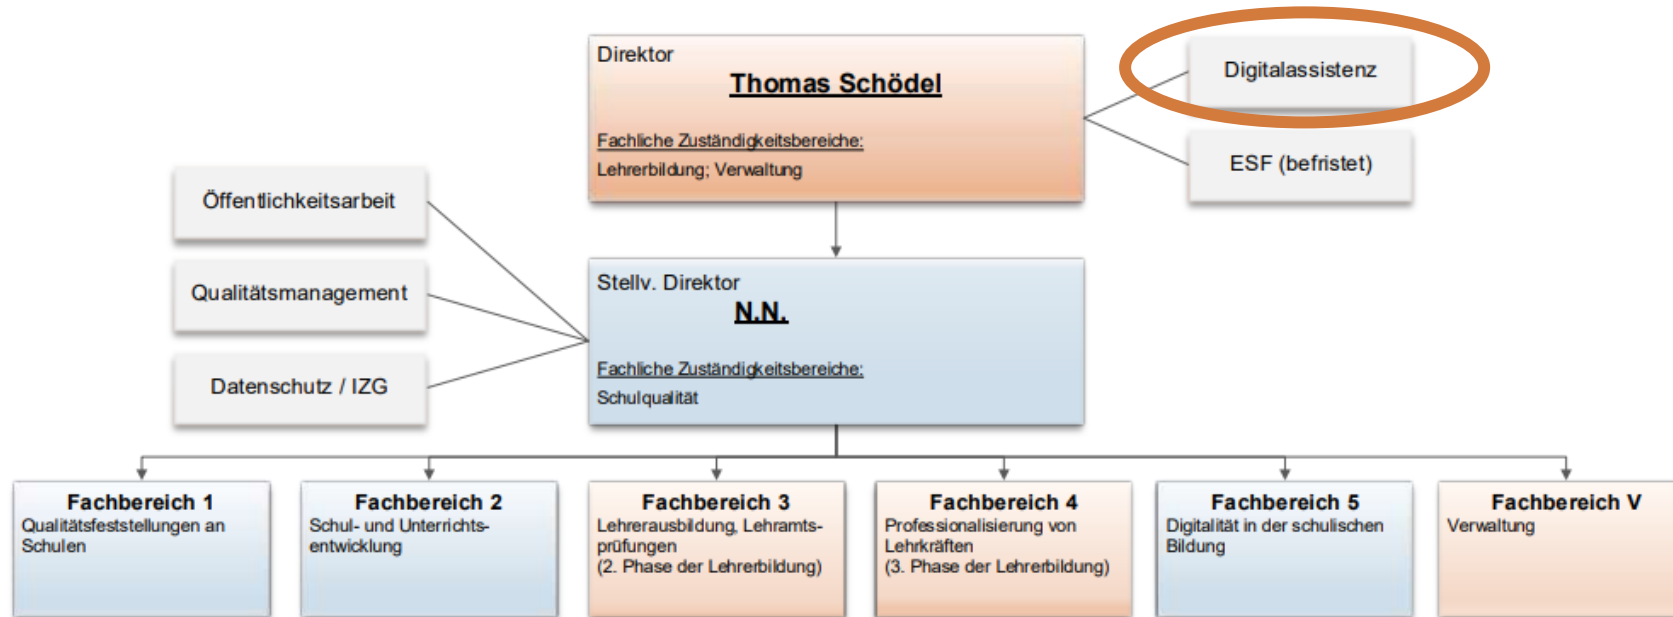 Direktor
Thomas Schödel
Fachliche Zuständigkeitsbereiche:
Lehrerbildung; Verwaltung
Digitalassistenz
ESF (befristet)
Öffentlichkeitsarbeit
Qualitätsmanagement
Datenschutz / IZG
Stellv. Direktor
N.N.
Fachliche Zuständigkeitsbereiche:
Schulqualität
Fachbereich 1
Qualitätsfeststellungen an
Schulen
Fachbereich 2
Schul- und Unterrichts-
entwicklung
Fachbereich 3
Lehrerausbildung, Lehramts-
prüfungen
(2. Phase der Lehrerbildung)
Fachbereich 4
Professionalisierung von
Lehrkräften
(3. Phase der Lehrerbildung)
Fachbereich 5
Digitalität in der schulischen
Bildung
Fachbereich V
Verwaltung